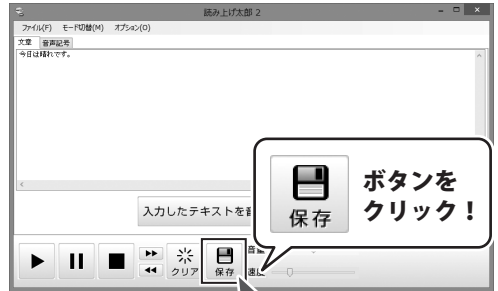 読み上げ太郎 2
ファイル(F) モード切替(M) オプション(O)
文章 音声記号
今日は晴れです。
入力したテキストを
保存
ボタンを
クリック!
クリア 保存 速度